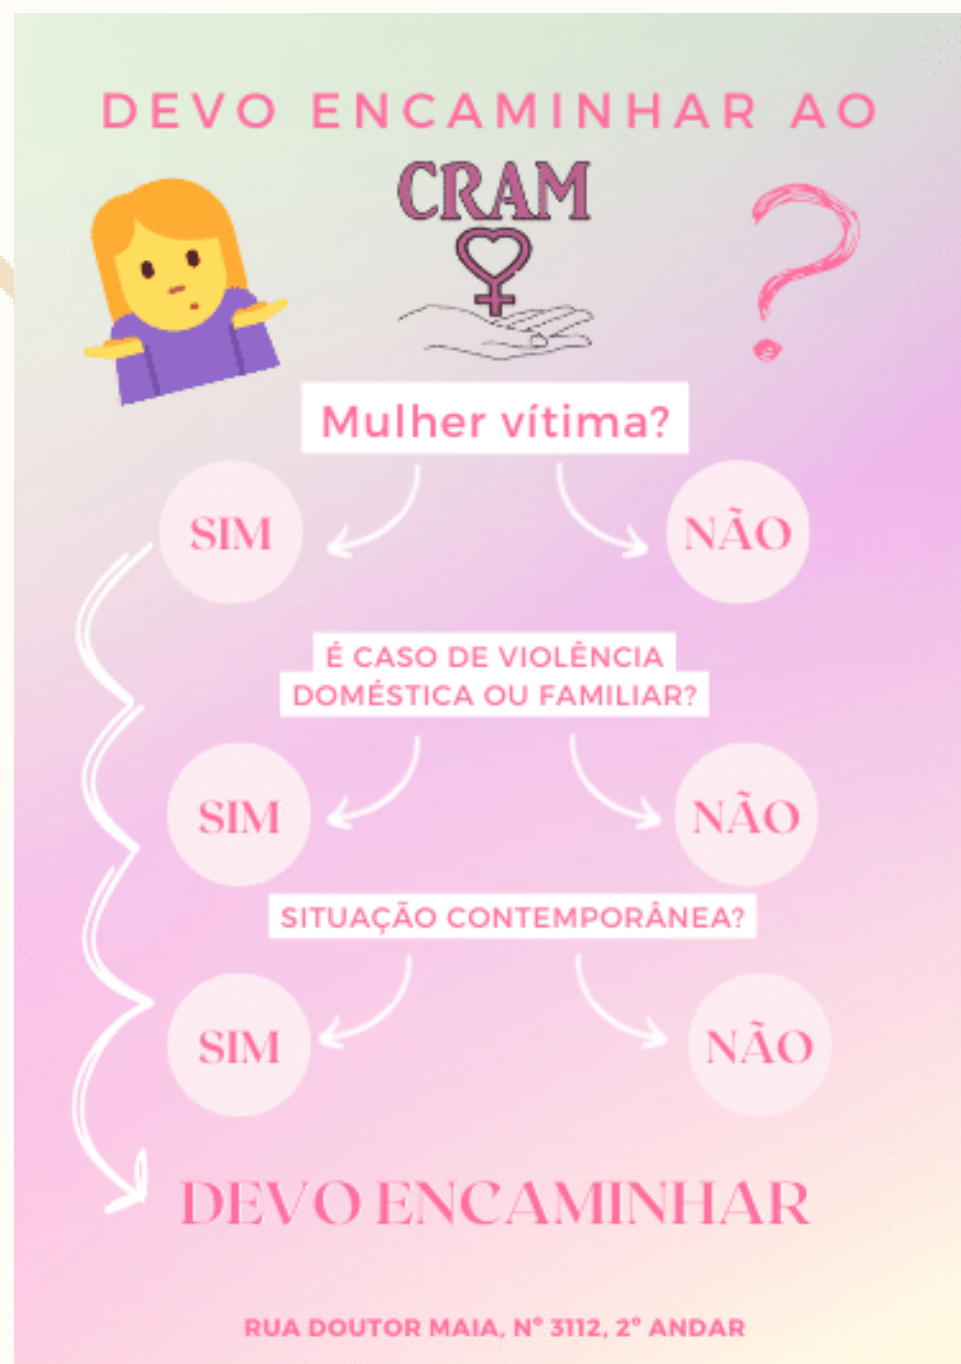 DEVO ENCAMINHAR AO
CRAM
Mulher vítima?
SIM
NÃO
É CASO DE VIOLÊNCIA
DOMÉSTICA OU FAMILIAR?
SIM
NÃO
SITUAÇÃO CONTEMPORÂNEA?
SIM
NÃO
DEVO ENCAMINHAR
RUA DOUTOR MAIA, Nº 3112, 2º ANDAR